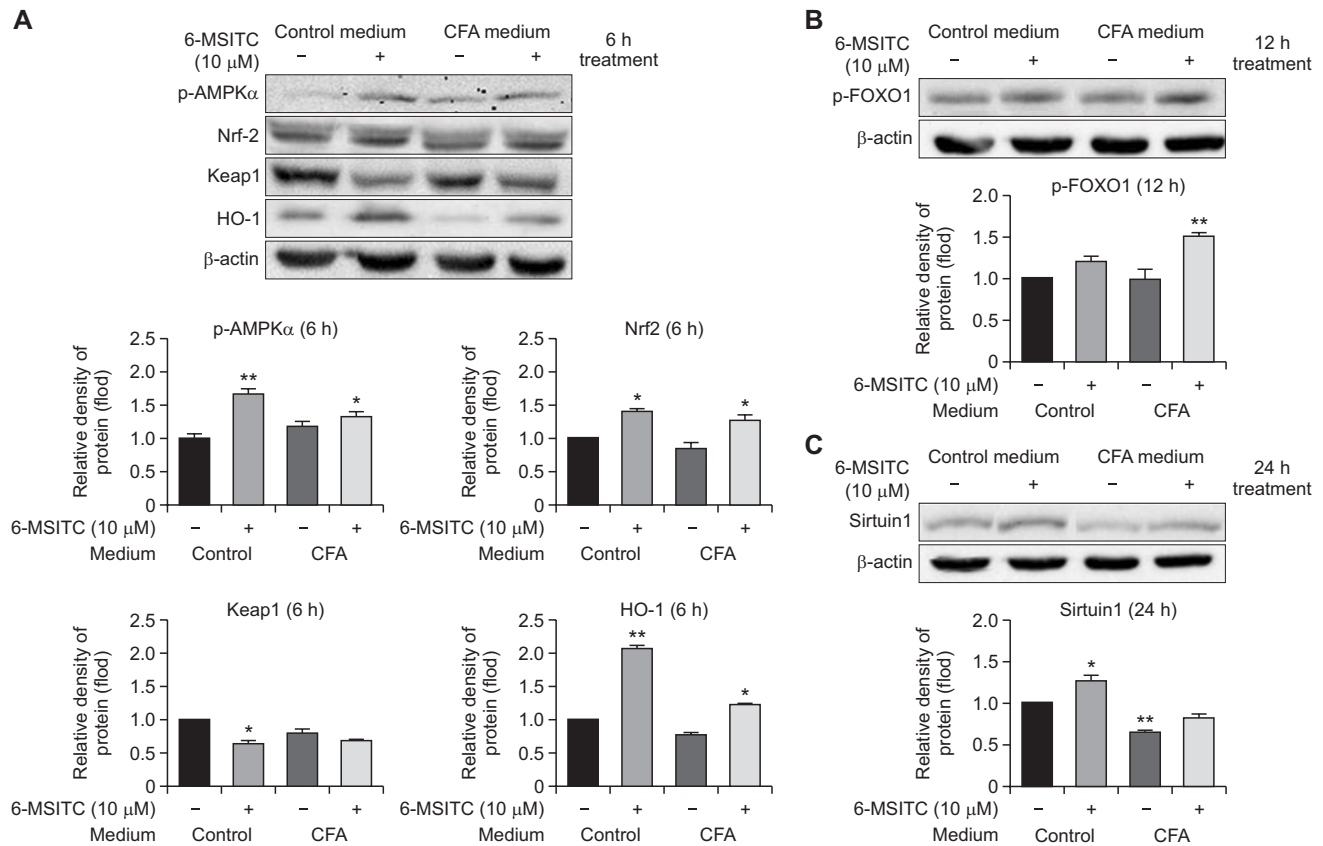 A
6-MSITC Control medium CFA medium 6 h
(10 μM) – + – + treatment
p-AMPKα
Nrf-2
Keap1
HO-1
β-actin
p-AMPKα (6 h)
Relative density of
protein (flod)
2.5
2.0
1.5
1.0
0.5
0
**
*
6-MSITC (10 μM) – + – +
Medium Control CFA
Nrf2 (6 h)
Relative density of
protein (flod)
2.5
2.0
1.5
1.0
0.5
0
*
*
6-MSITC (10 μM) – + – +
Medium Control CFA
Keap1 (6 h)
Relative density of
protein (flod)
2.5
2.0
1.5
1.0
0.5
0
*
6-MSITC (10 μM) – + – +
Medium Control CFA
HO-1 (6 h)
Relative density of
protein (flod)
2.5
2.0
1.5
1.0
0.5
0
**
*
6-MSITC (10 μM) – + – +
Medium Control CFA
B
6-MSITC Control medium CFA medium 12 h
(10 μM) – + – + treatment
p-FOXO1
β-actin
p-FOXO1 (12 h)
Relative density of
protein (flod)
2.0
1.5
1.0
0.5
0
**
6-MSITC (10 μM) – + – +
Medium Control CFA
C
6-MSITC Control medium CFA medium 24 h
(10 μM) – + – + treatment
Sirtuin1
β-actin
Sirtuin1 (24 h)
Relative density of
protein (flod)
2.0
1.5
1.0
0.5
0
*
**
6-MSITC (10 μM) – + – +
Medium Control CFA